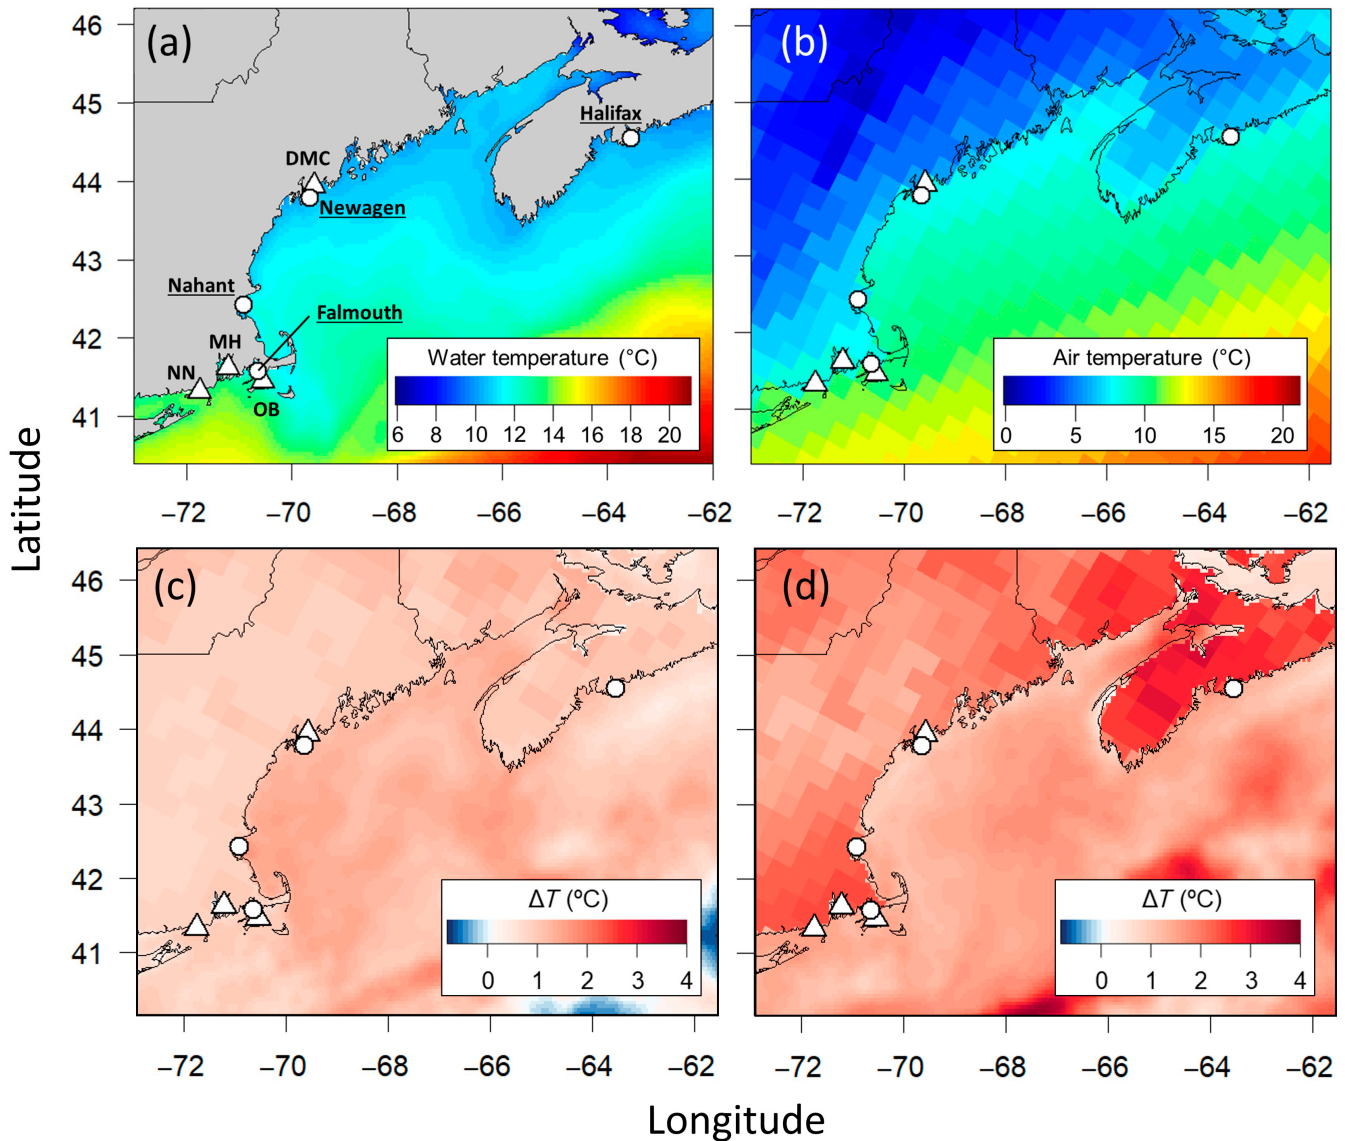 (a)
46
45
44
43
42
41
Halifax
DMC
Newagen
Nahant
Falmouth
MH
NN
OB
Water temperature (°C)
6 8 10 12 14 16 18 20
−72 −70 −68 −66 −64 −62
(b)
Air temperature (°C)
0 5 10 15 20
−72 −70 −68 −66 −64 −62
Latitude
(c)
46
45
44
43
42
41
ΔT (°C)
0 1 2 3 4
−72 −70 −68 −66 −64 −62
(d)
ΔT (°C)
0 1 2 3 4
−72 −70 −68 −66 −64 −62
Longitude